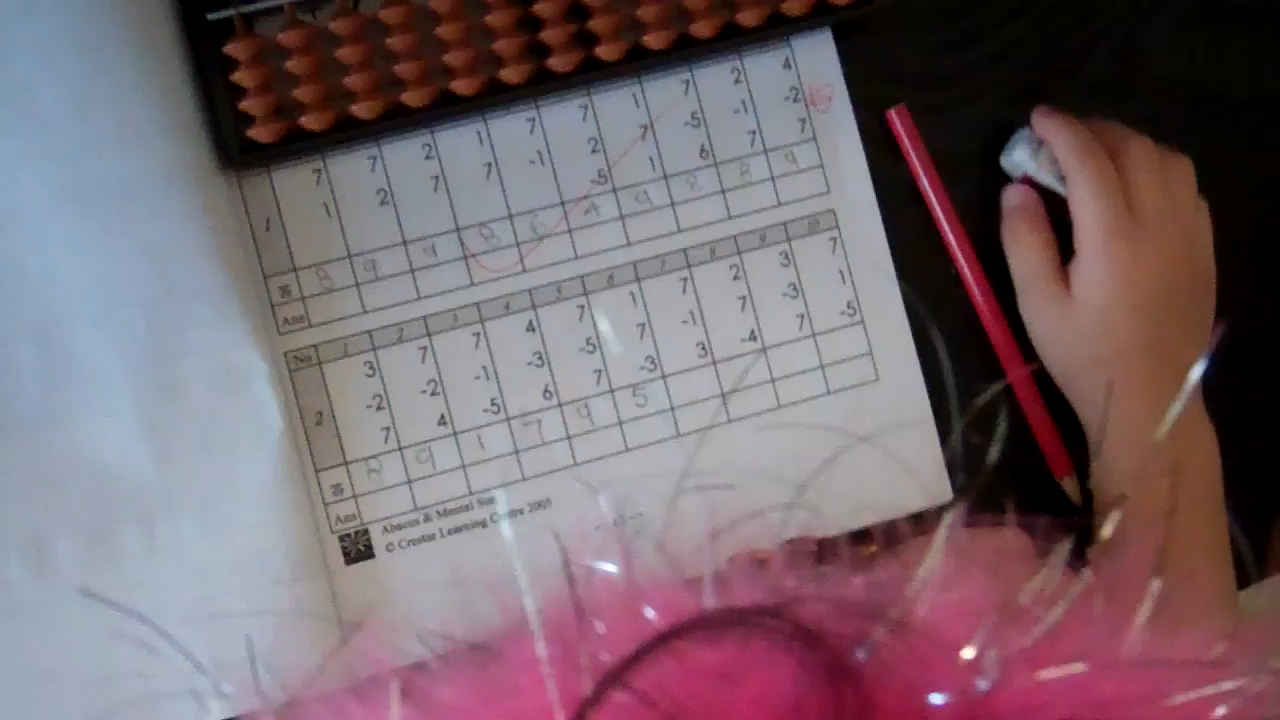 7 7 2 1 7 7 1 7 2 4
1 2 7 7 -1 2 7 -5 -1 -2
-5 1 6 7 7
1
答 8 9 9 8 6 4 9 8 8 9
Ans
No 1 2 3 4 5 6 7 8 9 10
3 7 7 4 7 1 7 2 3 7
-2 -2 -1 -3 -5 7 -1 7 -3 1
7 4 -5 6 7 -3 3 -4 7 -5
2
答 8 9 1 7 9 5
Ans
Abacus & Mental
© Crestar Learning Centre 2005